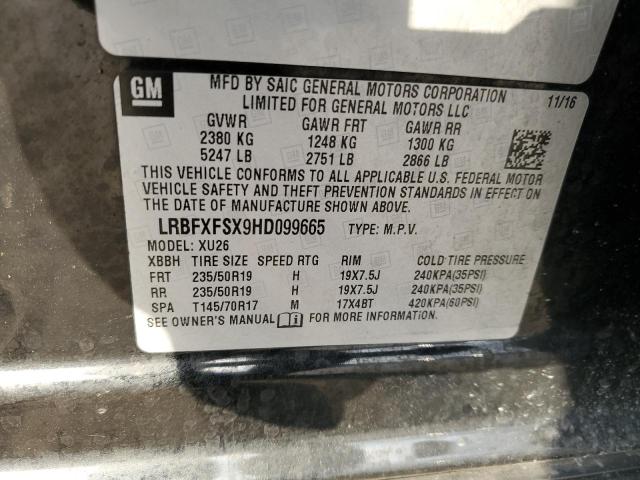 GM
MFD BY SAIC GENERAL MOTORS CORPORATION
LIMITED FOR GENERAL MOTORS LLC
11/16
GVWR GAWR FRT GAWR RR
2380 KG 1248 KG 1300 KG
5247 LB 2751 LB 2866 LB
THIS VEHICLE CONFORMS TO ALL APPLICABLE U.S. FEDERAL MOTOR
VEHICLE SAFETY AND THEFT PREVENTION STANDARDS IN EFFECT ON
THE DATE OF MANUFACTURE SHOWN ABOVE.
LRBFXFSX9HD099665 TYPE: M.P.V.
MODEL: XU26
XBBH TIRE SIZE SPEED RTG RIM COLD TIRE PRESSURE
FRT 235/50R19 H 19X7.5J 240KPA(35PSI)
RR 235/50R19 H 19X7.5J 240KPA(35PSI)
SPA T145/70R17 M 17X4BT 420KPA(60PSI)
SEE OWNER'S MANUAL FOR MORE INFORMATION.